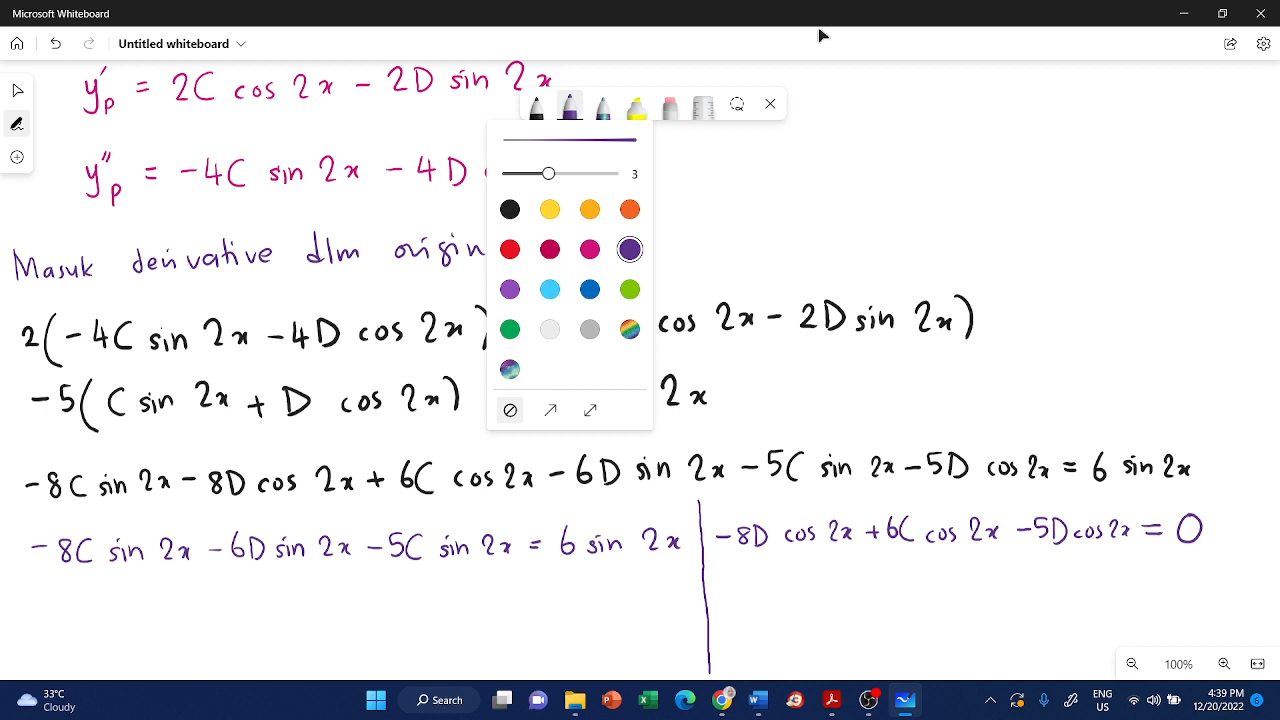 Microsoft Whiteboard
Untitled whiteboard
y'p = 2C cos 2x - 2D sin 2x
3
y''p = -4C sin 2x - 4D
Masuk derivative dlm origin
2(-4C sin 2x - 4D cos 2x) cos 2x - 2D sin 2x)
-5(C sin 2x + D cos 2x) 2x
-8C sin 2x - 8D cos 2x + 6C cos 2x - 6D sin 2x - 5C sin 2x - 5D cos 2x = 6 sin 2x
-8C sin 2x - 6D sin 2x - 5C sin 2x = 6 sin 2x
-8D cos 2x + 6C cos 2x - 5D cos 2x = 0
100%
33°C
Cloudy
Search
ENG
US
4:39 PM
12/20/2022
6